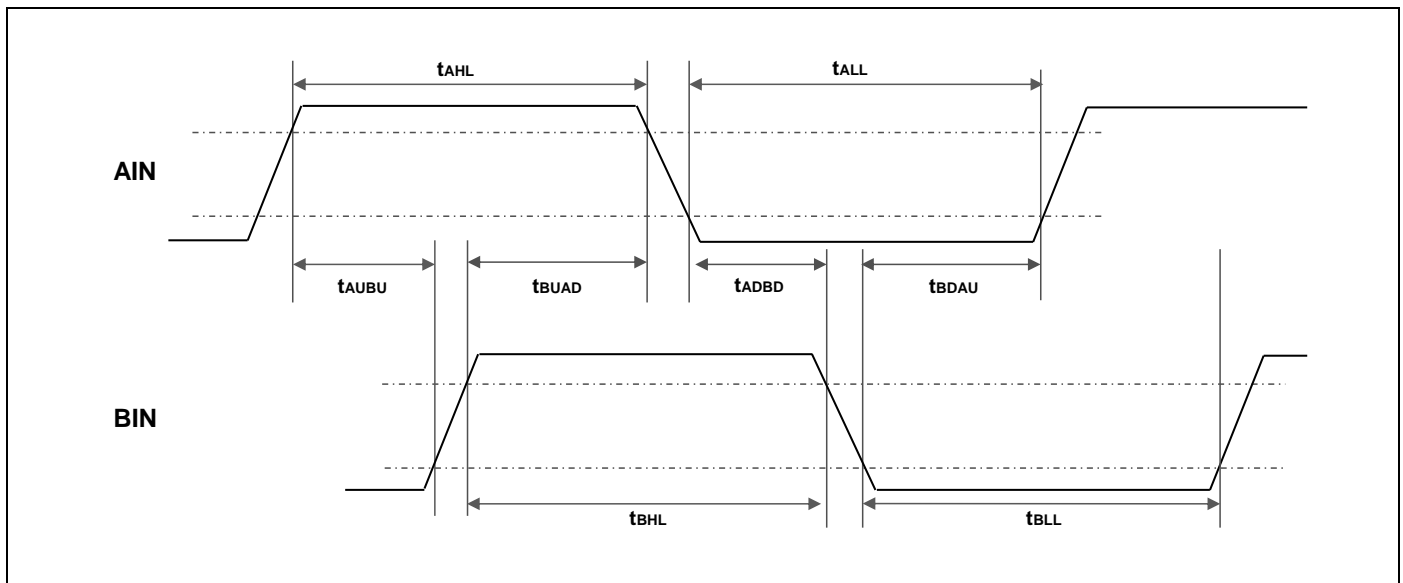 tAHL tALL
AIN
tAUBU tBUAD tADBD tBDAU
BIN
tBHL tBLL